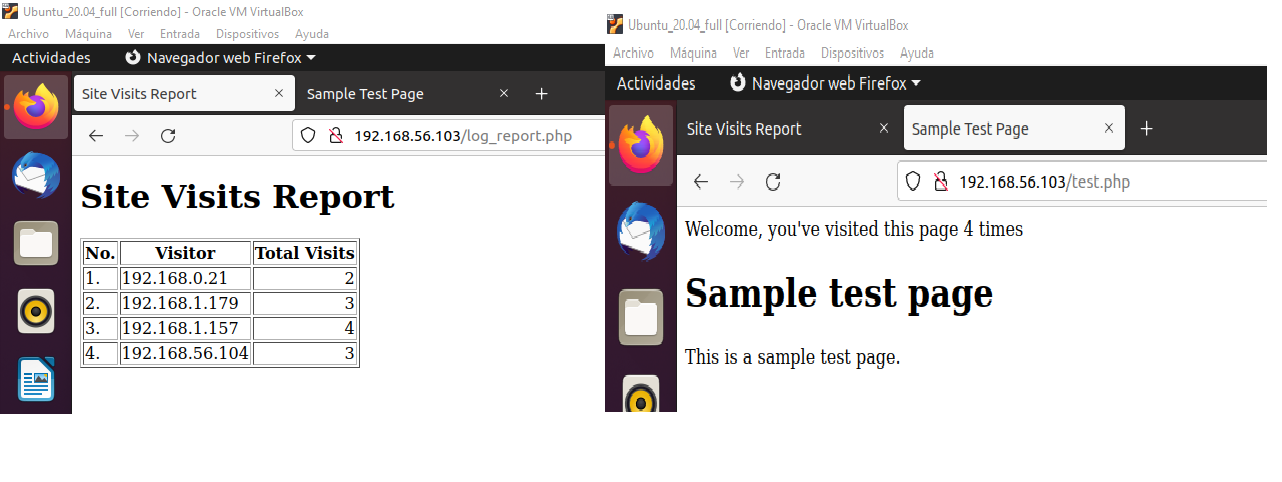 Ubuntu_20.04_full [Corriendo] - Oracle VM VirtualBox
Archivo Máquina Ver Entrada Dispositivos Ayuda
Actividades Navegador web Firefox
Site Visits Report × Sample Test Page × +
192.168.56.103/log_report.php
Site Visits Report
No. Visitor Total Visits
1. 192.168.0.21 2
2. 192.168.1.179 3
3. 192.168.1.157 4
4. 192.168.56.104 3
Ubuntu_20.04_full [Corriendo] - Oracle VM VirtualBox
Archivo Máquina Ver Entrada Dispositivos Ayuda
Actividades Navegador web Firefox
Site Visits Report × Sample Test Page × +
192.168.56.103/test.php
Welcome, you've visited this page 4 times
Sample test page
This is a sample test page.